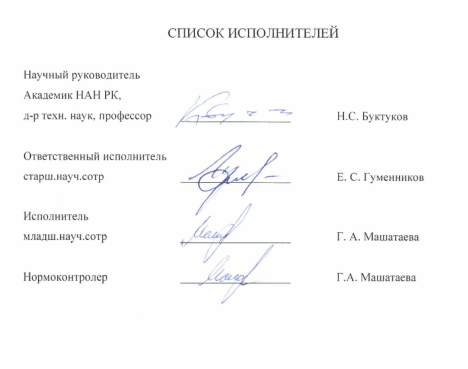 СПИСОК ИСПОЛНИТЕЛЕЙ
Научный руководитель
Академик НАН РК,
д-р техн. наук, профессор Н.С. Буктуков
Ответственный исполнитель
старш.науч.сотр Е. С. Гуменников
Исполнитель
младш.науч.сотр Г. А. Машатаева
Нормоконтролер Г.А. Машатаева